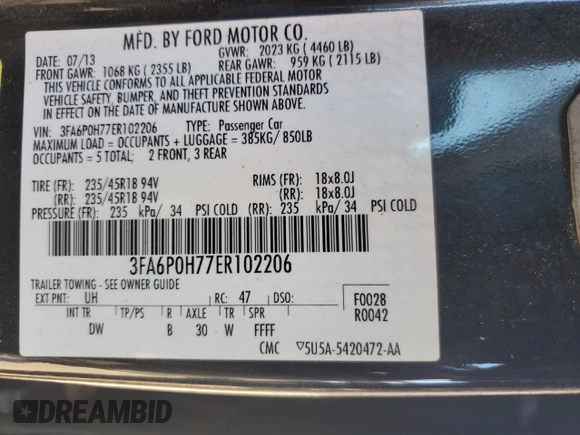 MFD. BY FORD MOTOR CO.
DATE: 07/13 GVWR: 2023 KG ( 4460 LB)
FRONT GAWR: 1068 KG ( 2355 LB) REAR GAWR: 959 KG ( 2115 LB)
THIS VEHICLE CONFORMS TO ALL APPLICABLE FEDERAL MOTOR
VEHICLE SAFETY, BUMPER, AND THEFT PREVENTION STANDARDS
IN EFFECT ON THE DATE OF MANUFACTURE SHOWN ABOVE.
VIN: 3FA6P0H77ER102206 TYPE: Passenger Car
MAXIMUM LOAD = OCCUPANTS + LUGGAGE = 385KG/ 850LB
OCCUPANTS = 5 TOTAL; 2 FRONT, 3 REAR
TIRE (FR): 235/45R18 94V RIMS (FR): 18x8.0J
(RR): 235/45R18 94V (RR): 18x8.0J
PRESSURE (FR): 235 kPa/ 34 PSI COLD (RR): 235 kPa/ 34 PSI COLD
3FA6P0H77ER102206
TRAILER TOWING - SEE OWNER GUIDE
EXT PNT: UH RC: 47 DSO: F0028
INT TR TP/PS R AXLE TR SPR R0042
DW B 30 W FFFF
CMC ▽5U5A-5420472-AA
DREAMBID